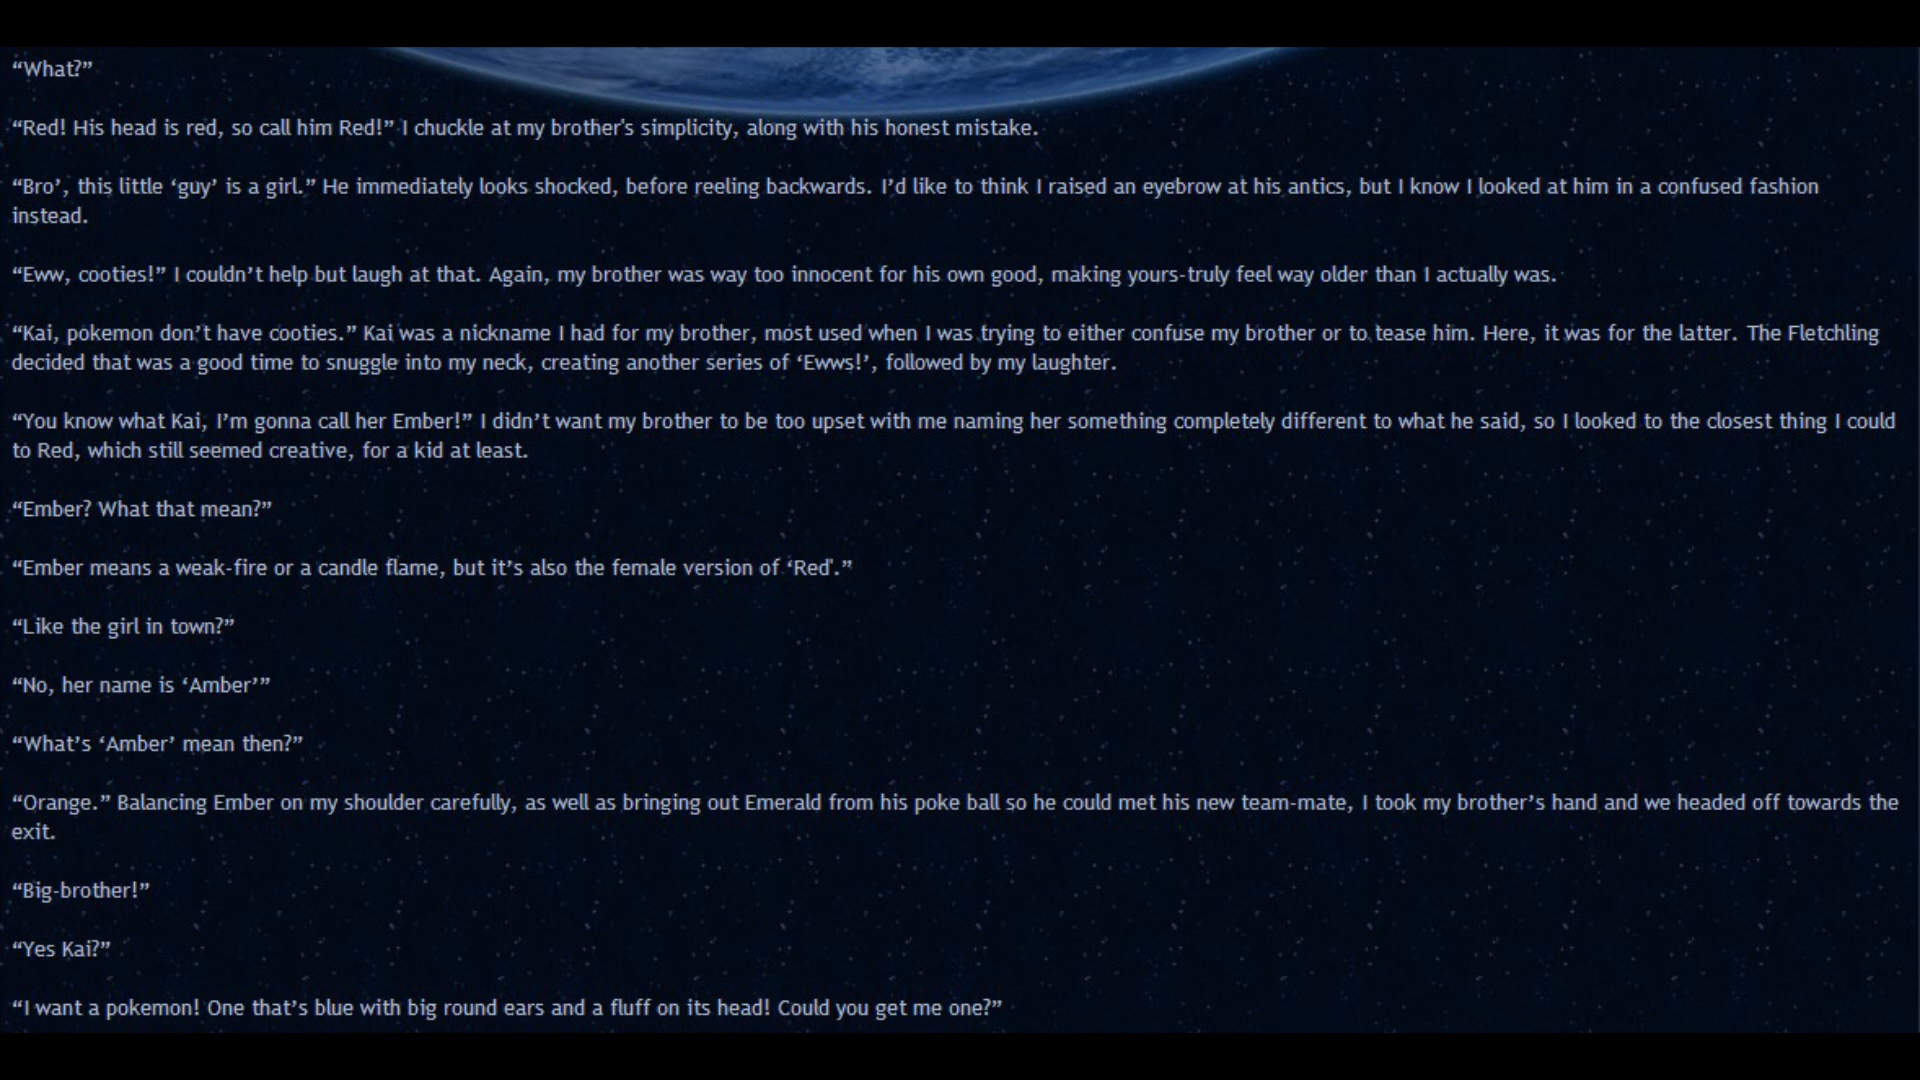 “What?”
“Red! His head is red, so call him Red!” I chuckle at my brother's simplicity, along with his honest mistake.
“Bro’, this little ‘guy’ is a girl.” He immediately looks shocked, before reeling backwards. I’d like to think I raised an eyebrow at his antics, but I know I looked at him in a confused fashion
instead.
“Eww, cooties!” I couldn’t help but laugh at that. Again, my brother was way too innocent for his own good, making yours-truly feel way older than I actually was.
“Kai, pokemon don’t have cooties.” Kai was a nickname I had for my brother, most used when I was trying to either confuse my brother or to tease him. Here, it was for the latter. The Fletchling
decided that was a good time to snuggle into my neck, creating another series of ‘Ewws!’, followed by my laughter.
“You know what Kai, I’m gonna call her Ember!” I didn’t want my brother to be too upset with me naming her something completely different to what he said, so I looked to the closest thing I could
to Red, which still seemed creative, for a kid at least.
“Ember? What that mean?”
“Ember means a weak-fire or a candle flame, but it’s also the female version of ‘Red'.”
“Like the girl in town?”
“No, her name is ‘Amber’”
“What’s ‘Amber’ mean then?”
“Orange.” Balancing Ember on my shoulder carefully, as well as bringing out Emerald from his poke ball so he could met his new team-mate, I took my brother’s hand and we headed off towards the
exit.
“Big-brother!”
“Yes Kai?”
“I want a pokemon! One that’s blue with big round ears and a fluff on its head! Could you get me one?”